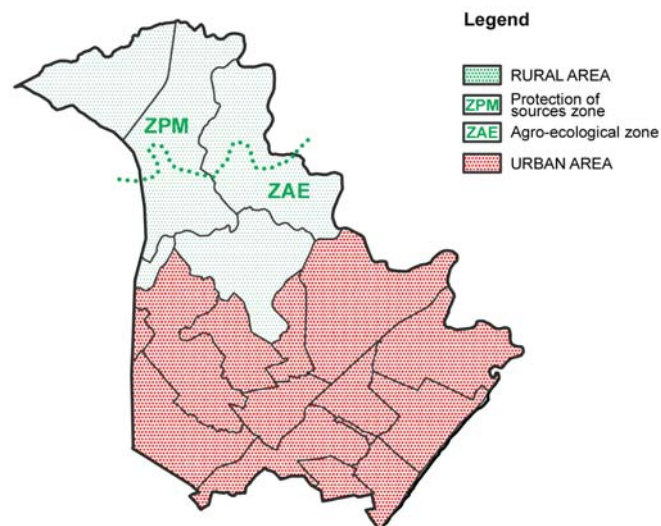 Legend
RURAL AREA
ZPM Protection of
sources zone
ZAE Agro-ecological zone
URBAN AREA
ZPM
ZAE